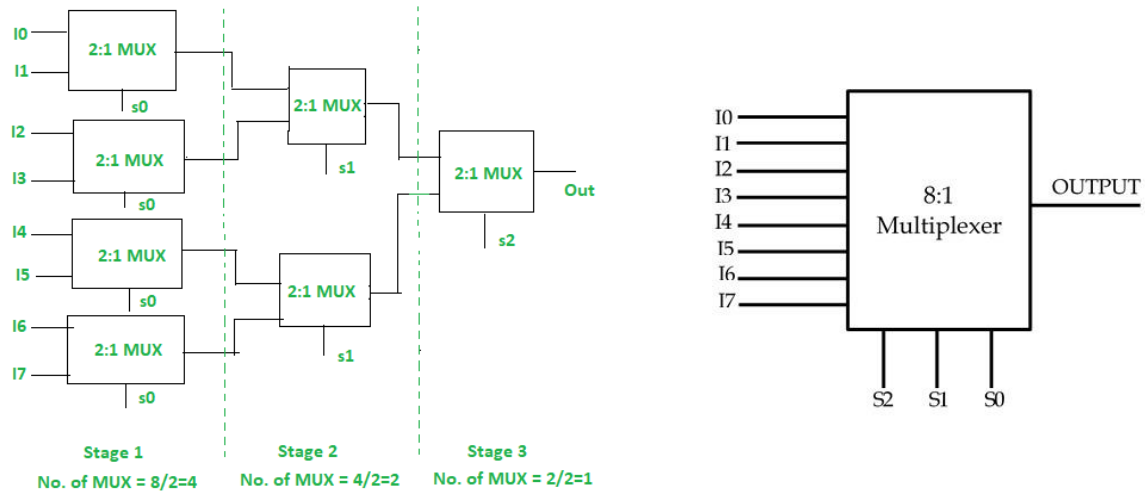 I0
2:1 MUX
I1
s0
I2
2:1 MUX
I3
s0
I4
2:1 MUX
I5
s0
I6
2:1 MUX
I7
s0
2:1 MUX
s1
2:1 MUX
s1
2:1 MUX
Out
s2
Stage 1
No. of MUX = 8/2=4
Stage 2
No. of MUX = 4/2=2
Stage 3
No. of MUX = 2/2=1
I0
I1
I2
I3
I4
I5
I6
I7
8:1
Multiplexer
OUTPUT
S2 S1 S0